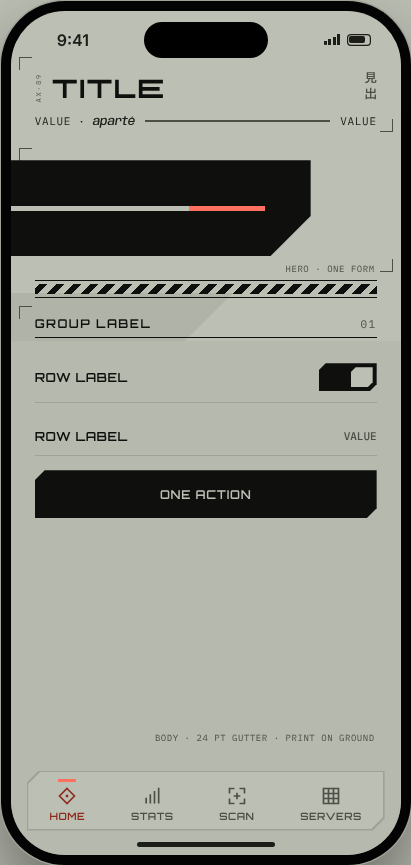 9:41
AX-09
TITLE
見出
VALUE · aparté
VALUE
HERO · ONE FORM
GROUP LABEL
01
ROW LABEL
ROW LABEL
VALUE
ONE ACTION
BODY · 24 PT GUTTER · PRINT ON GROUND
HOME
STATS
SCAN
SERVERS